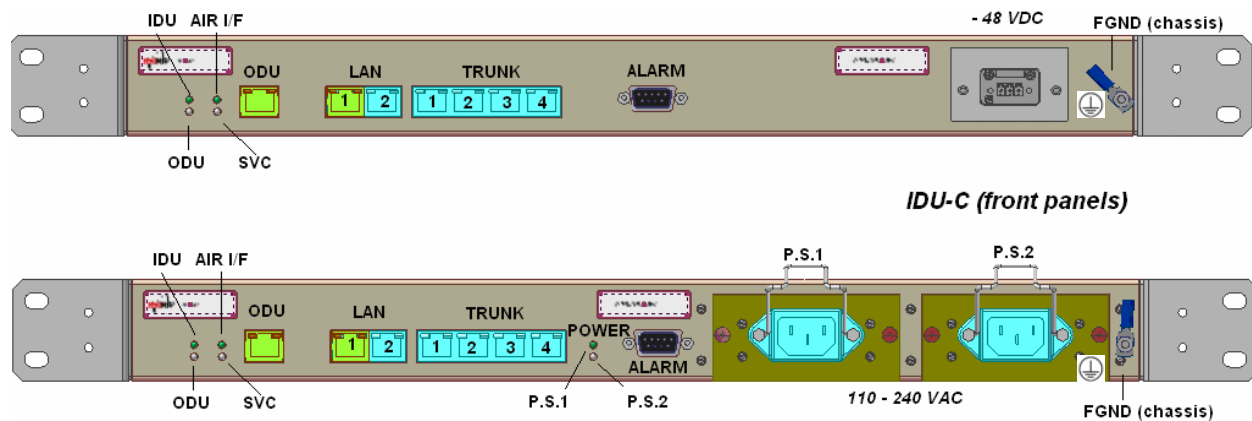 IDU AIR I/F - 48 VDC FGND (chassis)
ODU LAN TRUNK ALARM
1 2 1 2 3 4
ODU SVC
IDU-C (front panels)
IDU AIR I/F P.S.1 P.S.2
ODU LAN TRUNK POWER
1 2 1 2 3 4
ALARM
ODU SVC P.S.1 P.S.2 110 - 240 VAC FGND (chassis)